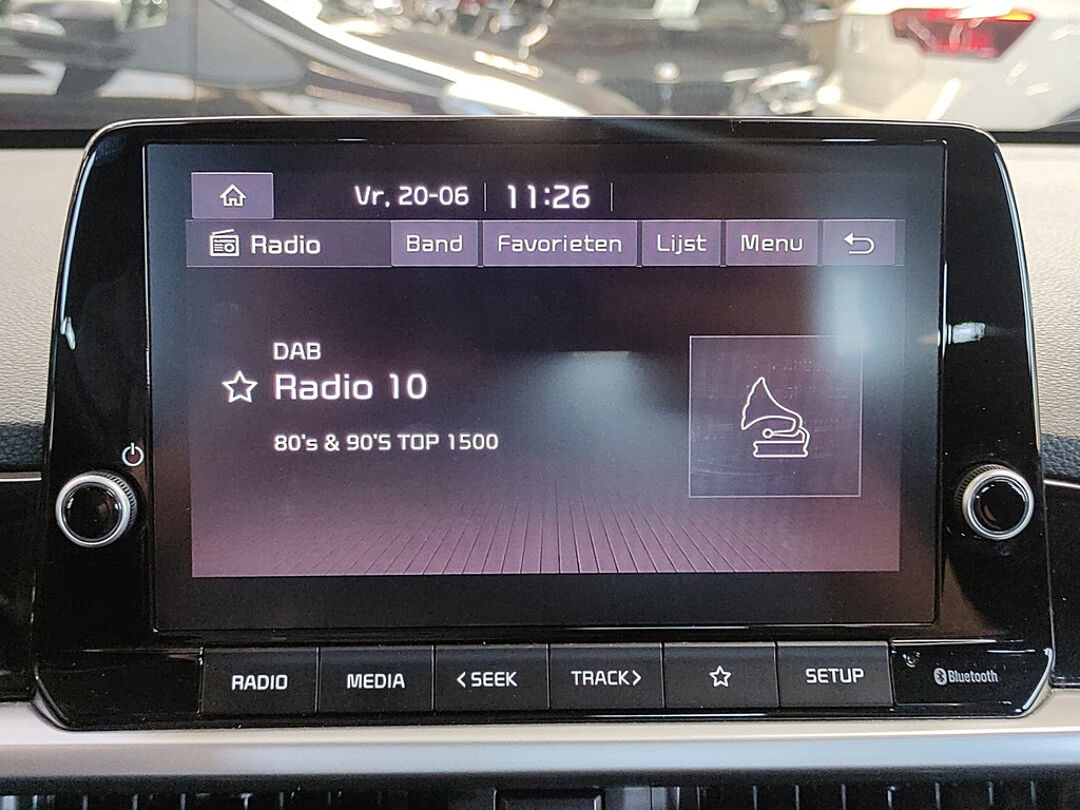 Vr, 20-06 11:26
Radio Band Favorieten Lijst Menu
DAB
Radio 10
80's & 90'S TOP 1500
RADIO MEDIA <SEEK TRACK> SETUP Bluetooth